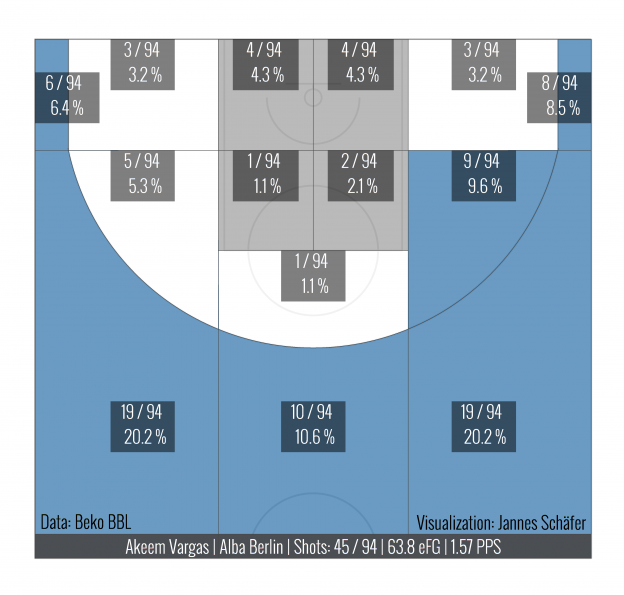 3 / 94
3.2 %
4 / 94
4.3 %
4 / 94
4.3 %
3 / 94
3.2 %
6 / 94
6.4 %
8 / 94
8.5 %
5 / 94
5.3 %
1 / 94
1.1 %
2 / 94
2.1 %
9 / 94
9.6 %
1 / 94
1.1 %
19 / 94
20.2 %
10 / 94
10.6 %
19 / 94
20.2 %
Data: Beko BBL
Visualization: Jannes Schäfer
Akeem Vargas | Alba Berlin | Shots: 45 / 94 | 63.8 eFG | 1.57 PPS